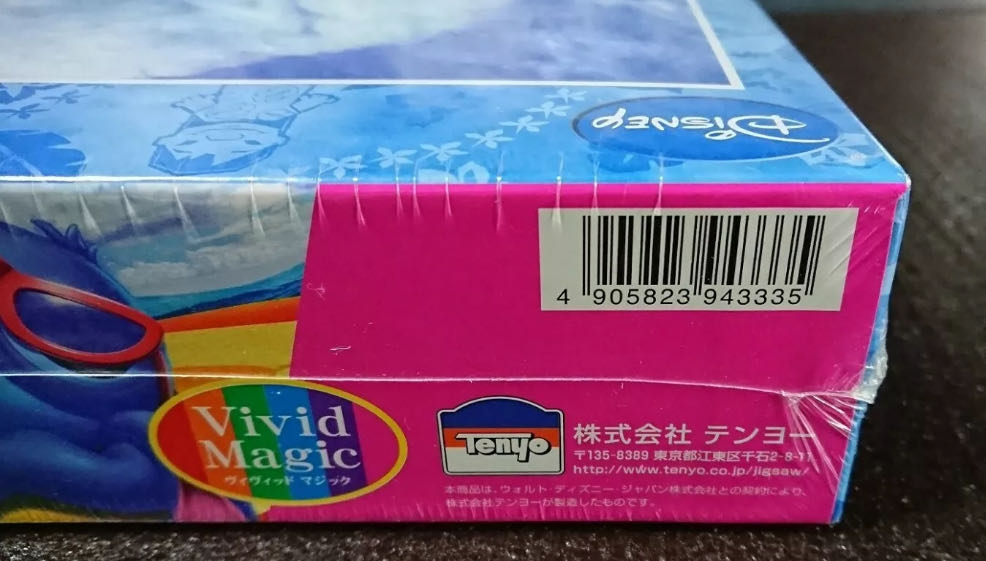 Disney
4 905823 943335
Vivid
Magic
ヴィヴィッド マジック
Tenyo
株式会社 テンヨー
〒135-8389 東京都江東区千石2-8-11
http://www.tenyo.co.jp/jigsaw/
本商品は、ウォルト・ディズニー・ジャパン株式会社との契約により、
株式会社テンヨーが製造したものです。